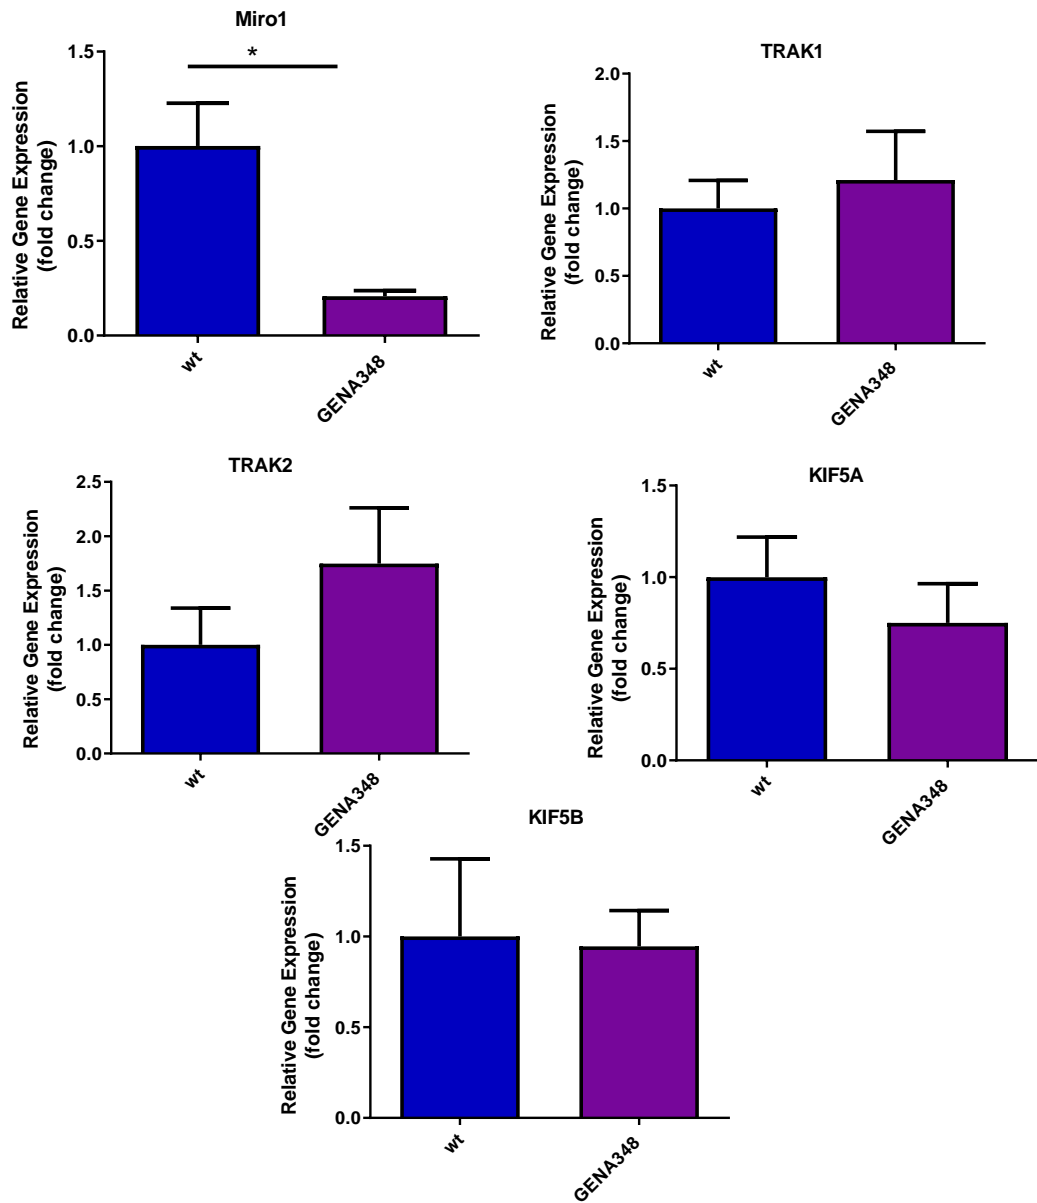 Miro1
*
Relative Gene Expression
(fold change)
1.5
1.0
0.5
0.0
wt
GENA348
TRAK1
Relative Gene Expression
(fold change)
2.0
1.5
1.0
0.5
0.0
wt
GENA348
TRAK2
Relative Gene Expression
(fold change)
2.5
2.0
1.5
1.0
0.5
0.0
wt
GENA348
KIF5A
Relative Gene Expression
(fold change)
1.5
1.0
0.5
0.0
wt
GENA348
KIF5B
Relative Gene Expression
(fold change)
1.5
1.0
0.5
0.0
wt
GENA348